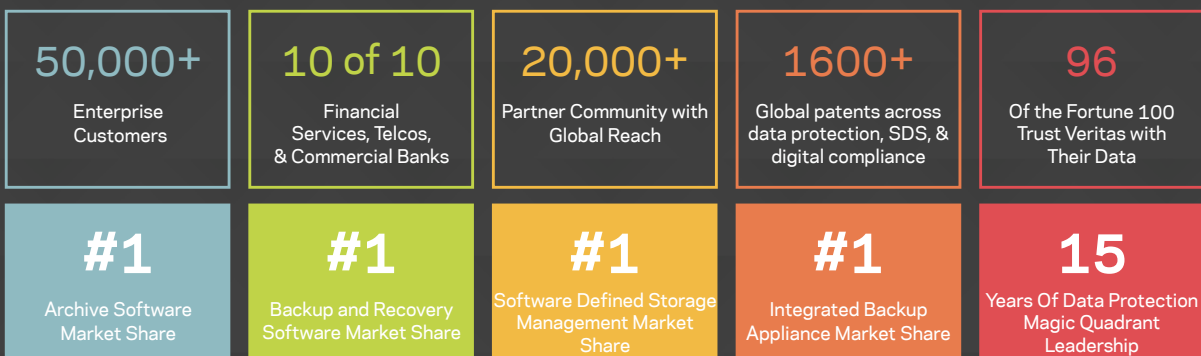 50,000+
Enterprise
Customers
10 of 10
Financial
Services, Telcos,
& Commercial Banks
20,000+
Partner Community with
Global Reach
1600+
Global patents across
data protection, SDS, &
digital compliance
96
Of the Fortune 100
Trust Veritas with
Their Data
#1
Archive Software
Market Share
#1
Backup and Recovery
Software Market Share
#1
Software Defined Storage
Management Market
Share
#1
Integrated Backup
Appliance Market Share
15
Years Of Data Protection
Magic Quadrant
Leadership